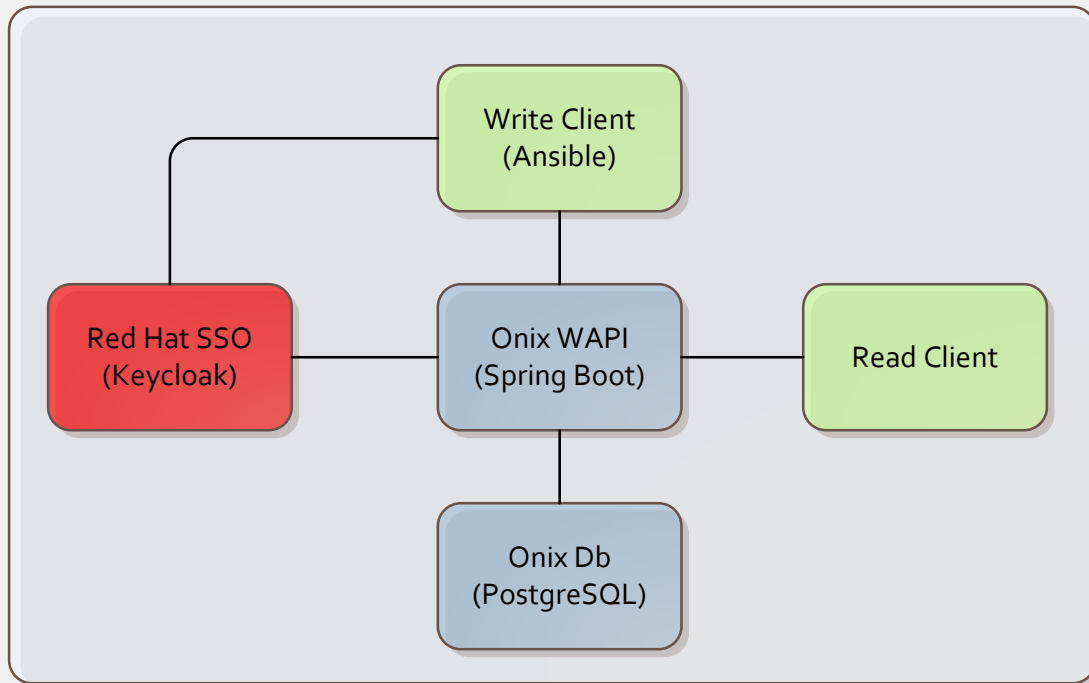 Write Client
(Ansible)
Red Hat SSO
(Keycloak)
Onix WAPI
(Spring Boot)
Read Client
Onix Db
(PostgreSQL)